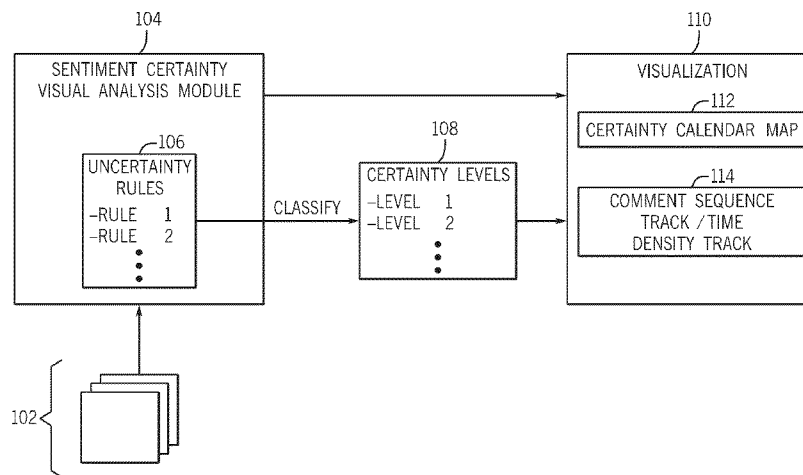 104
SENTIMENT CERTAINTY
VISUAL ANALYSIS MODULE
106
UNCERTAINTY
RULES
–RULE 1
–RULE 2
CLASSIFY
108
CERTAINTY LEVELS
–LEVEL 1
–LEVEL 2
110
VISUALIZATION
112
CERTAINTY CALENDAR MAP
114
COMMENT SEQUENCE
TRACK / TIME
DENSITY TRACK
102